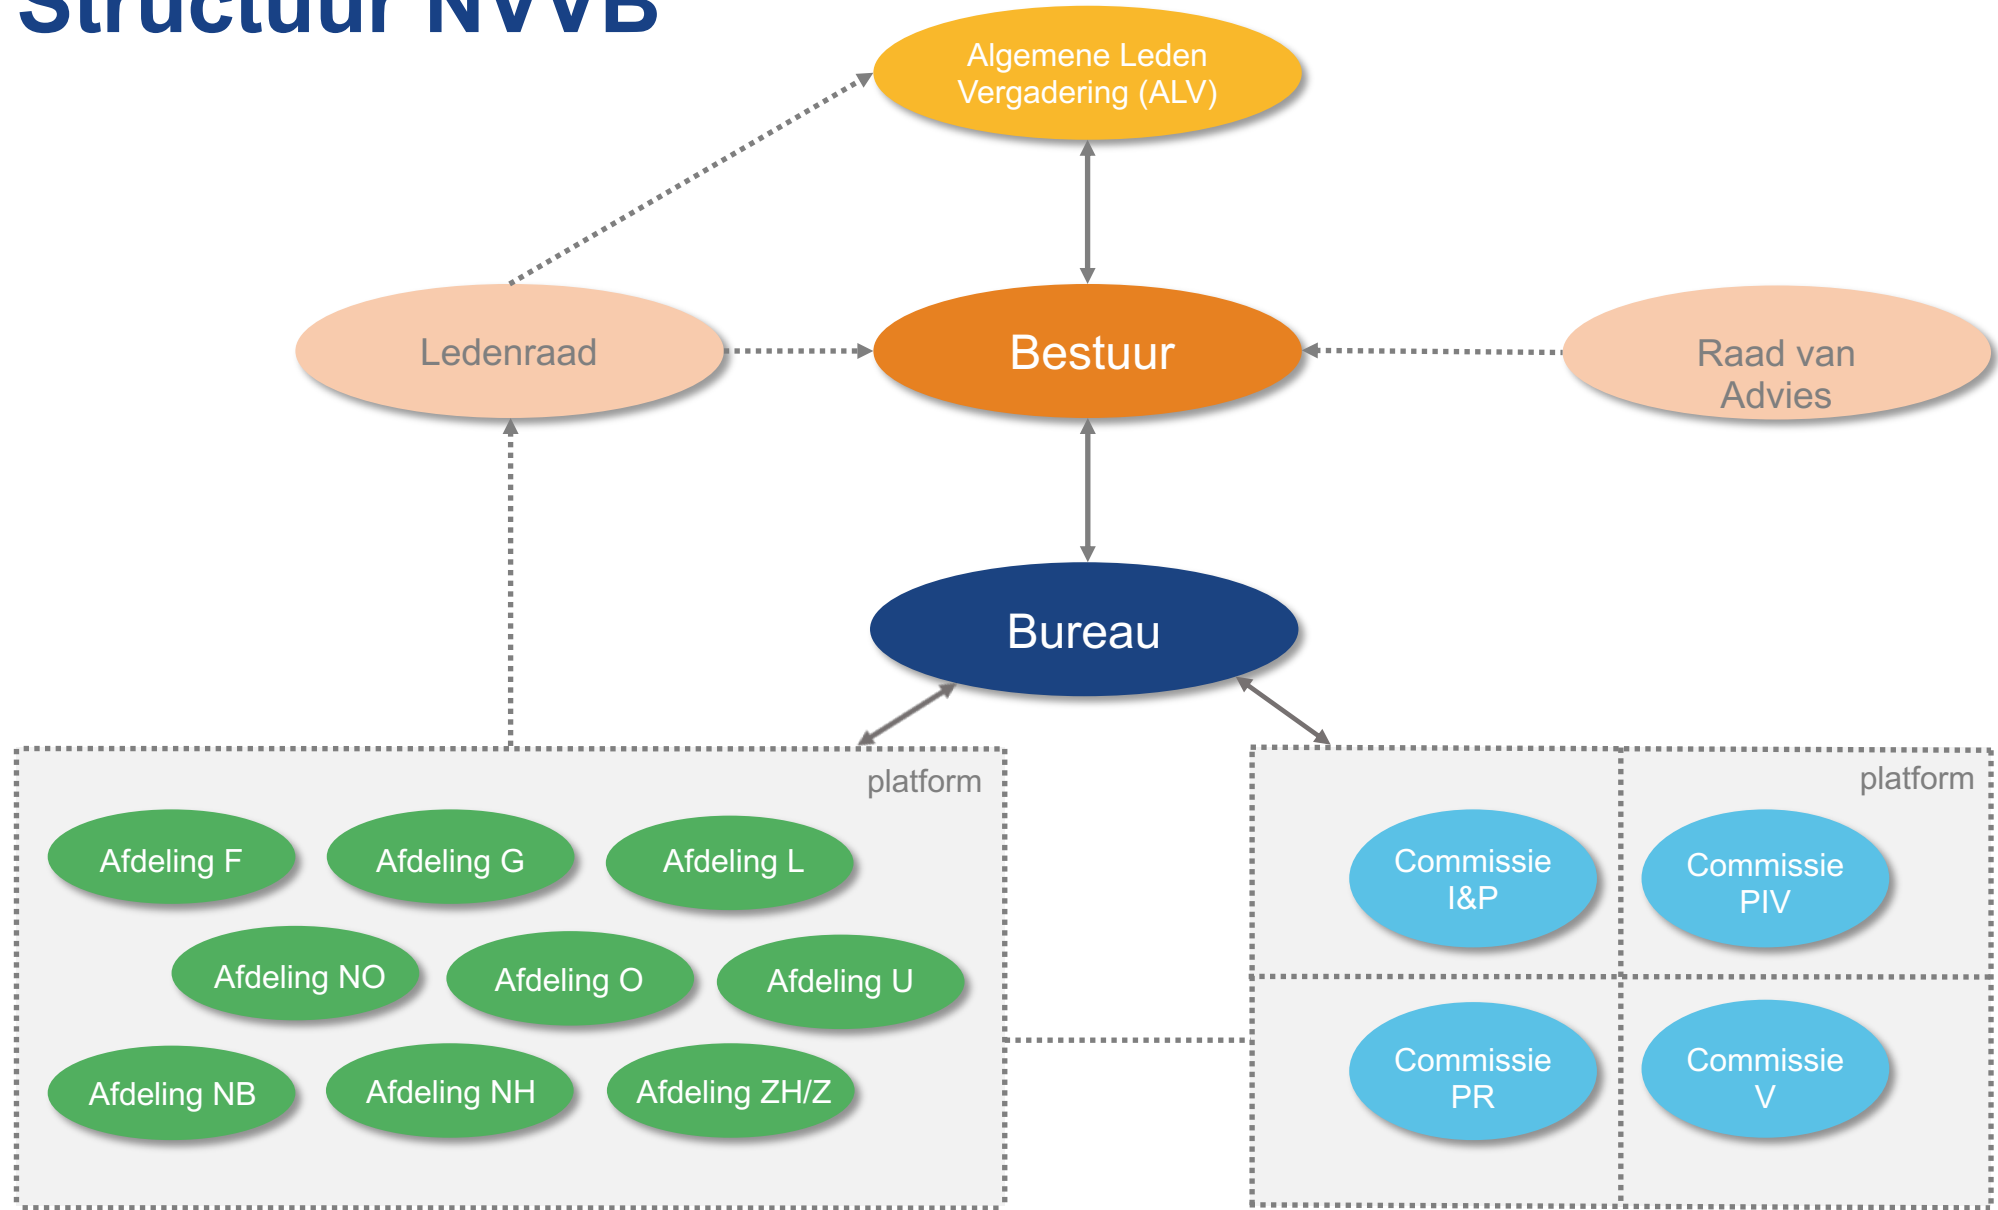 Structuur NVVB
Algemene Leden
Vergadering (ALV)
Ledenraad
Bestuur
Raad van
Advies
Bureau
platform
Afdeling F
Afdeling G
Afdeling L
Afdeling NO
Afdeling O
Afdeling U
Afdeling NB
Afdeling NH
Afdeling ZH/Z
platform
Commissie
I&P
Commissie
PIV
Commissie
PR
Commissie
V